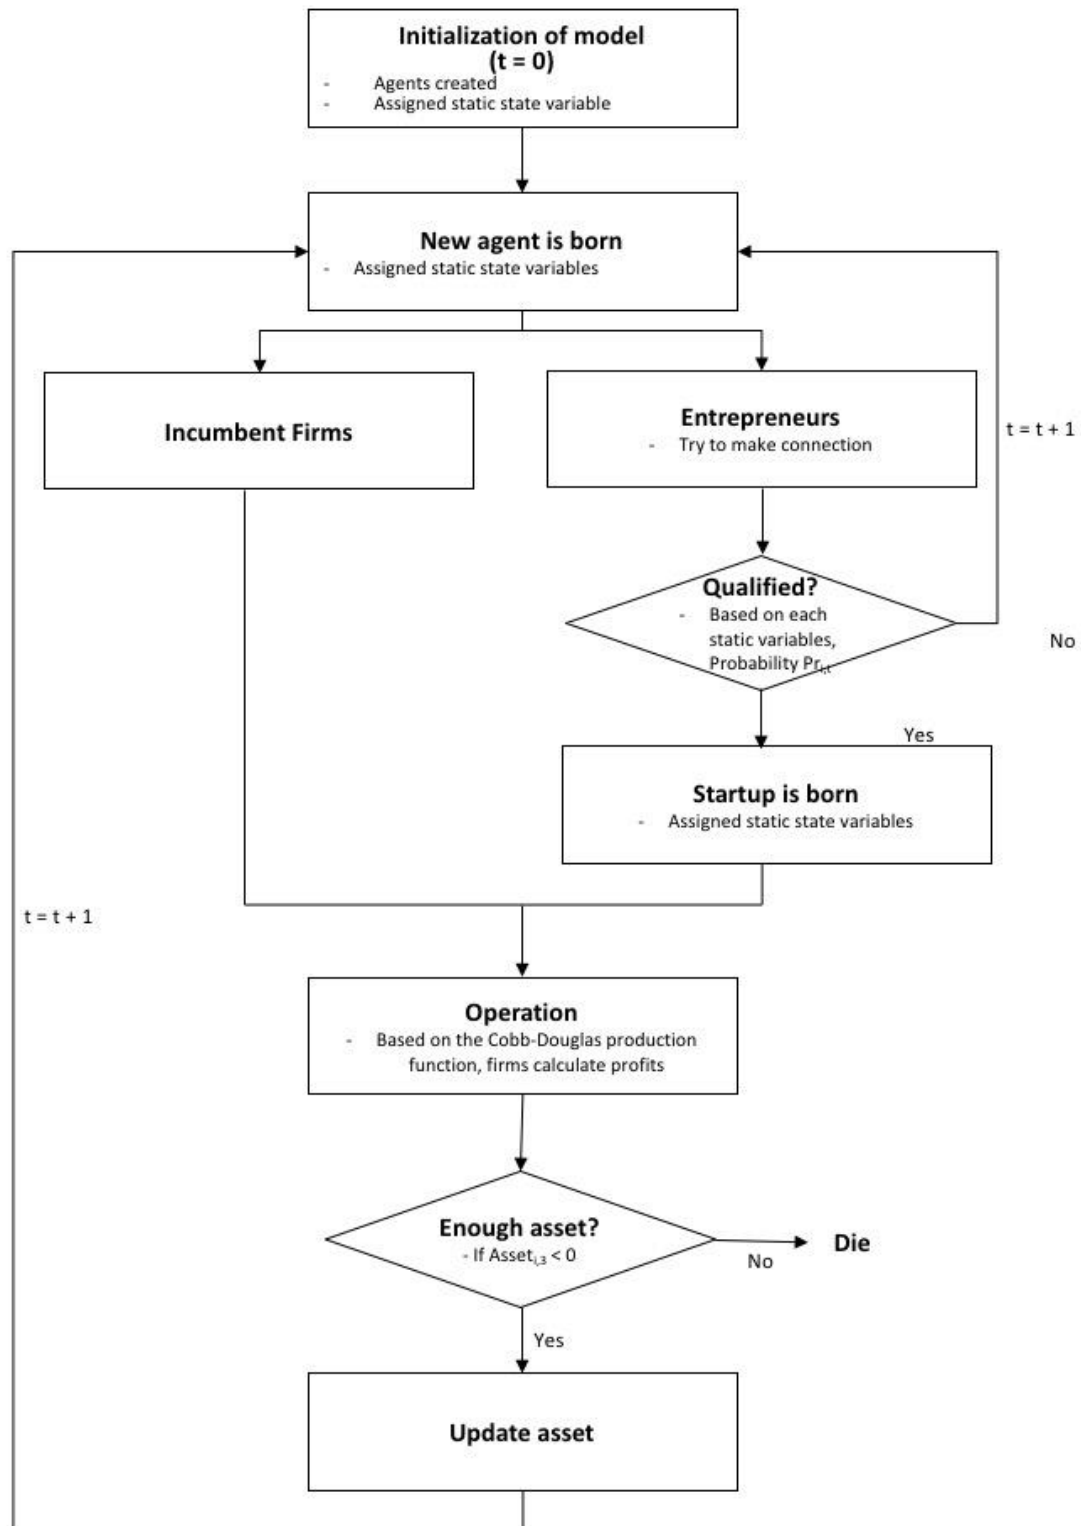 Initialization of model
(t = 0)
- Agents created
- Assigned static state variable
New agent is born
- Assigned static state variables
Incumbent Firms
Entrepreneurs
- Try to make connection
t = t + 1
Qualified?
- Based on each
static variables,
Probability Pri,t
No
Yes
Startup is born
- Assigned static state variables
t = t + 1
Operation
- Based on the Cobb-Douglas production
function, firms calculate profits
Enough asset?
- If Asseti,3 < 0
No
Die
Yes
Update asset